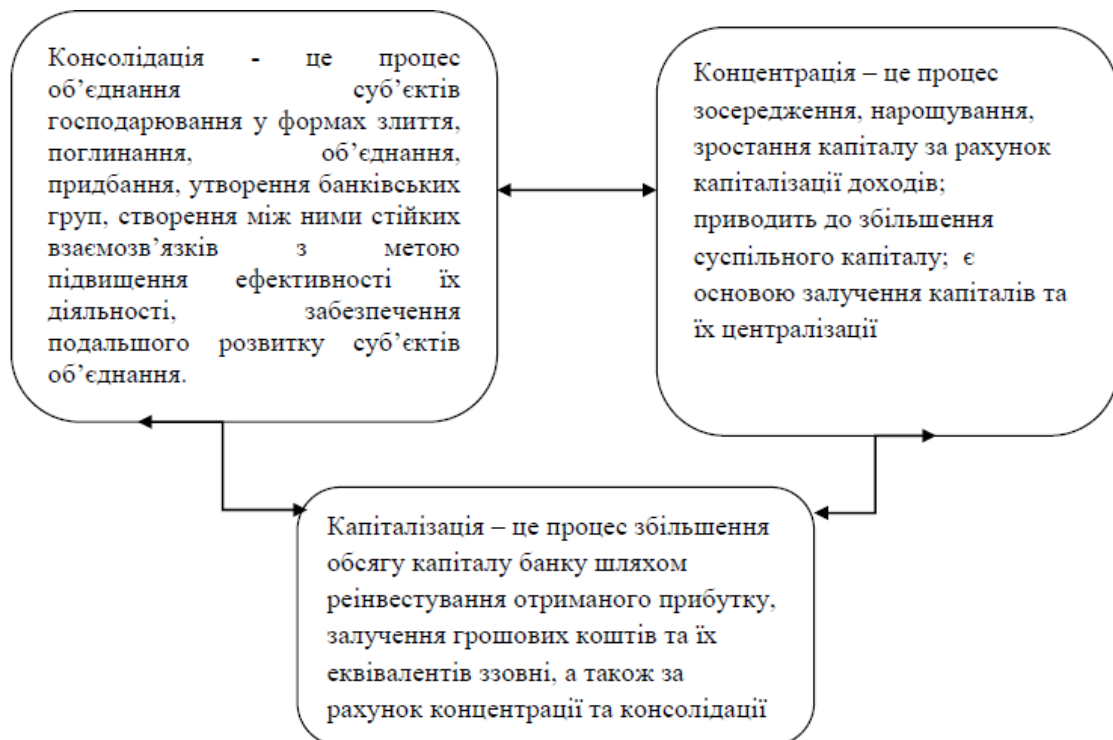 Консолідація - це процес
об’єднання суб’єктів
господарювання у формах злиття,
поглинання, об’єднання,
придбання, утворення банківських
груп, створення між ними стійких
взаємозв’язків з метою
підвищення ефективності їх
діяльності, забезпечення
подальшого розвитку суб’єктів
об’єднання.
Концентрація – це процес
зосередження, нарощування,
зростання капіталу за рахунок
капіталізації доходів;
приводить до збільшення
суспільного капіталу; є
основою залучення капіталів та
їх централізації
Капіталізація – це процес збільшення
обсягу капіталу банку шляхом
реінвестування отриманого прибутку,
залучення грошових коштів та їх
еквівалентів ззовні, а також за
рахунок концентрації та консолідації